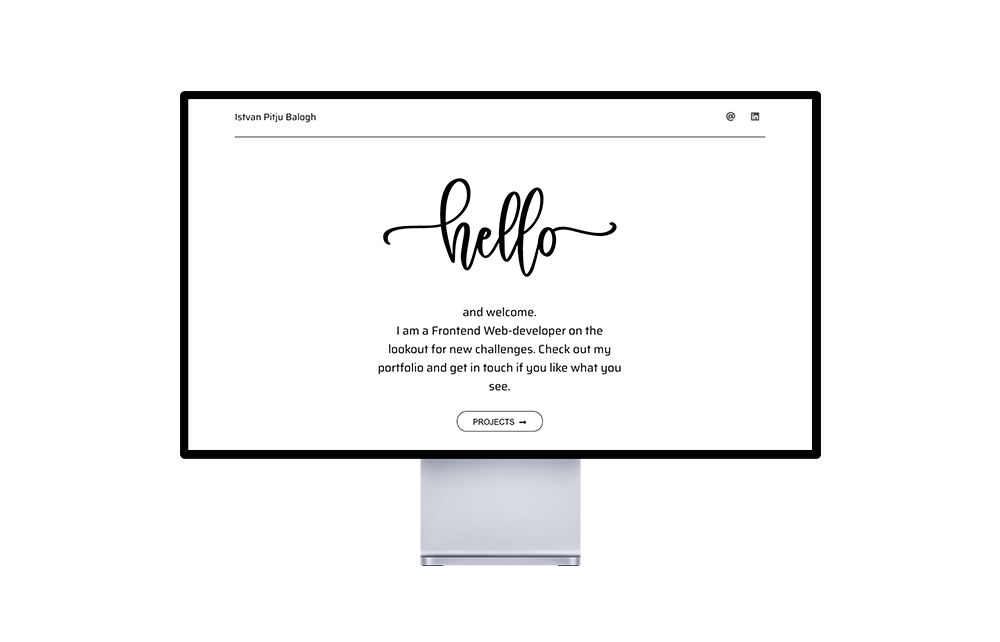 Istvan Pitju Balogh @
hello
and welcome.
I am a Frontend Web-developer on the
lookout for new challenges. Check out my
portfolio and get in touch if you like what you
see.
PROJECTS →